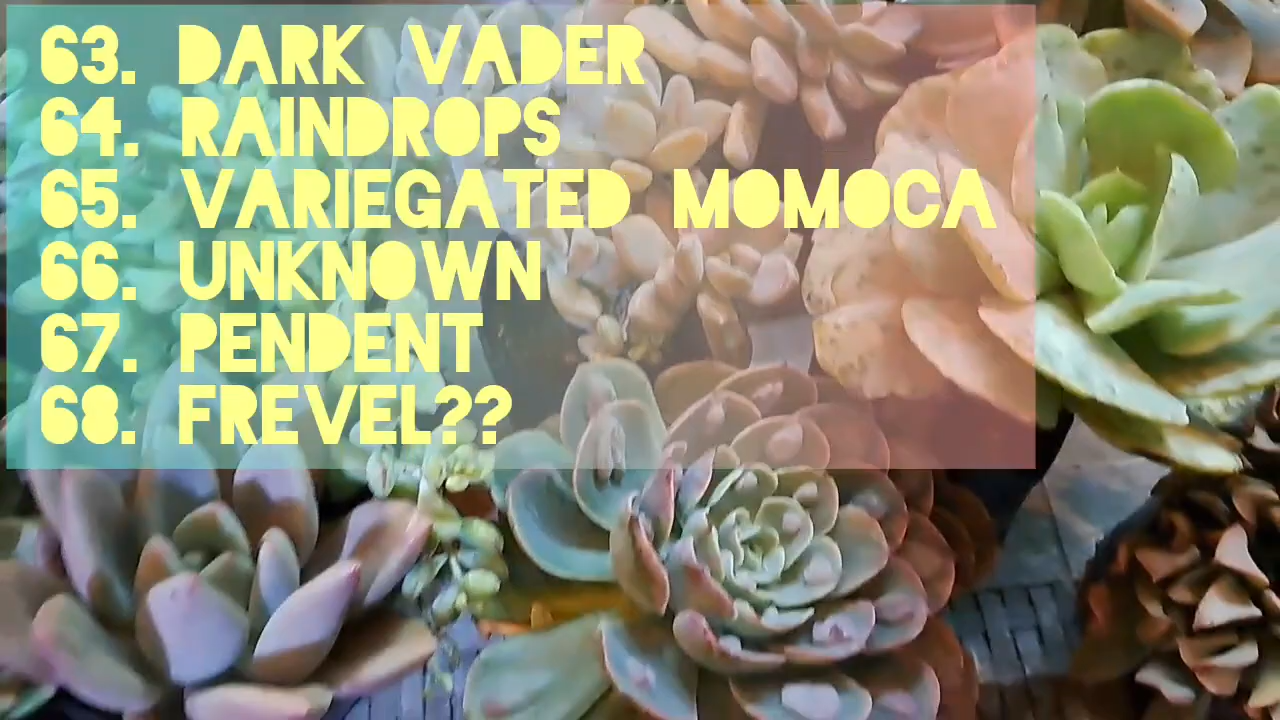 63. DARK VADER
64. RAINDROPS
65. VARIEGATED MOMOCA
66. UNKNOWN
67. PENDENT
68. FREVEL??